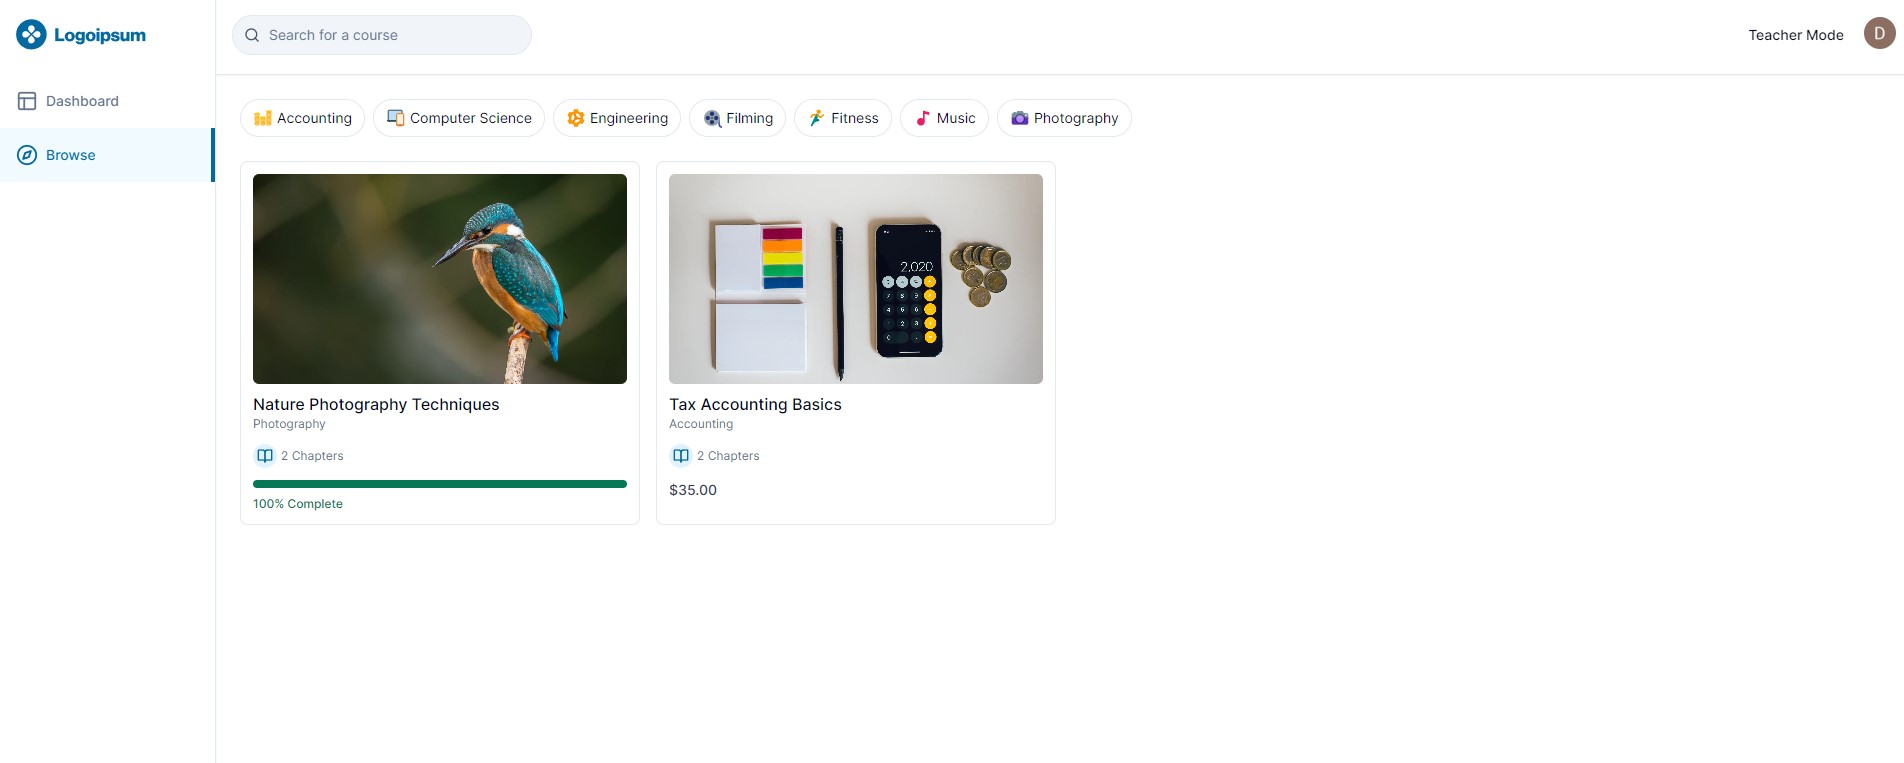 Logoipsum
Search for a course
Teacher Mode
D
Dashboard
Browse
Accounting
Computer Science
Engineering
Filming
Fitness
Music
Photography
2,020
Nature Photography Techniques
Photography
2 Chapters
100% Complete
Tax Accounting Basics
Accounting
2 Chapters
$35.00